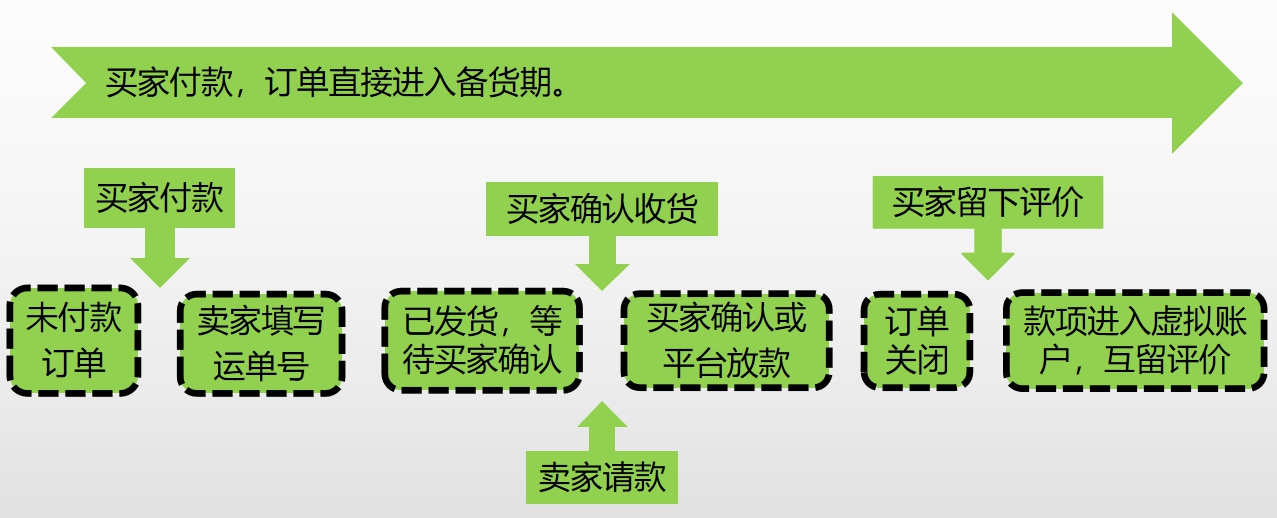 买家付款，订单直接进入备货期。
买家付款
买家确认收货
买家留下评价
未付款
订单
卖家填写
运单号
已发货，等
待买家确认
买家确认或
平台放款
订单
关闭
款项进入虚拟账
户，互留评价
卖家请款